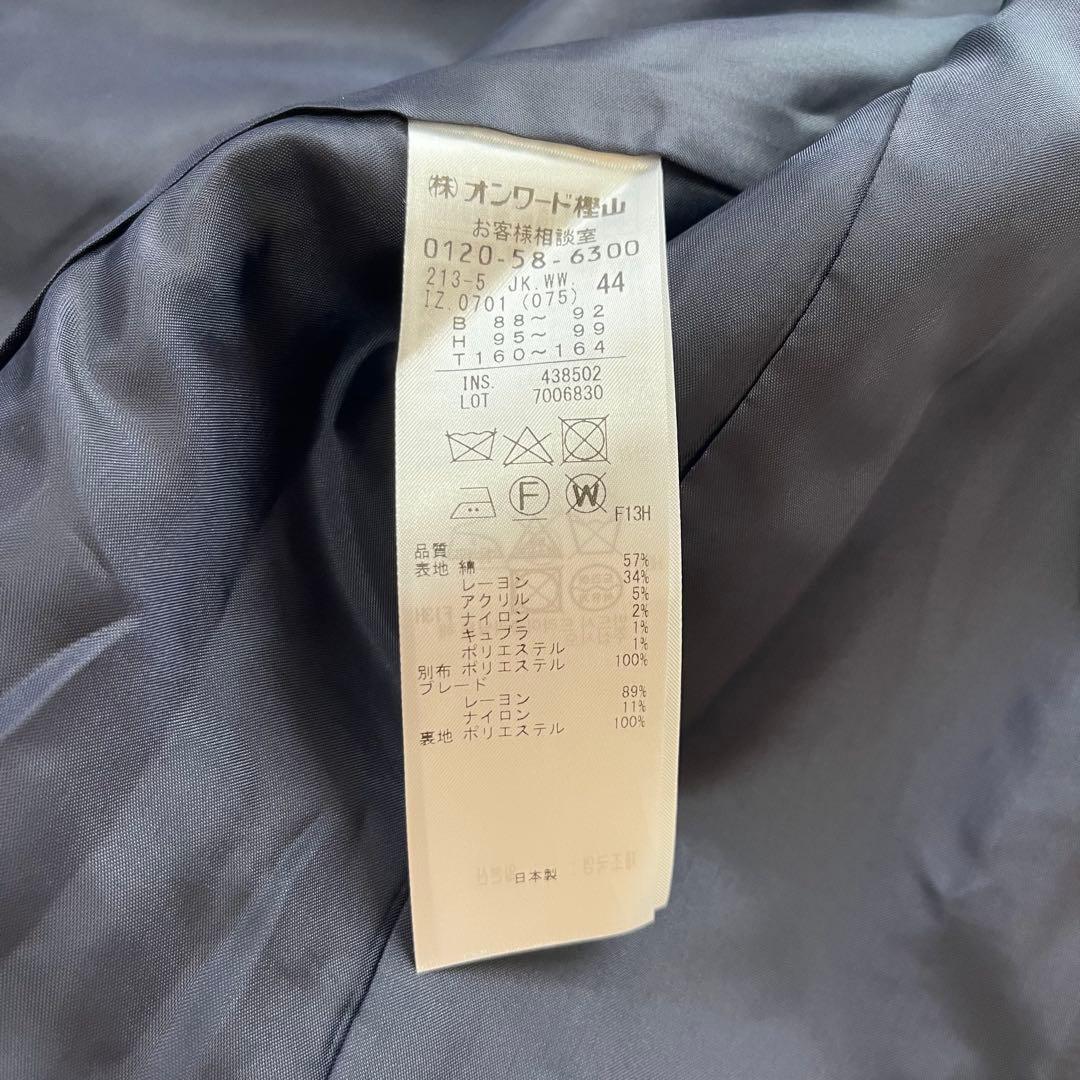 (株)オンワード樫山
お客様相談室
0120-58-6300
213-5 JK.WW. 44
IZ.0701 (075)
B 88～ 92
H 95～ 99
T160～164
INS. 438502
LOT 7006830
F W
F13H
品質
表地 綿 57%
レーヨン 34%
アクリル 5%
ナイロン 2%
キュプラ 1%
ポリエステル 1%
別布 ポリエステル 100%
ブレード
レーヨン 89%
ナイロン 11%
裏地 ポリエステル 100%
日本製